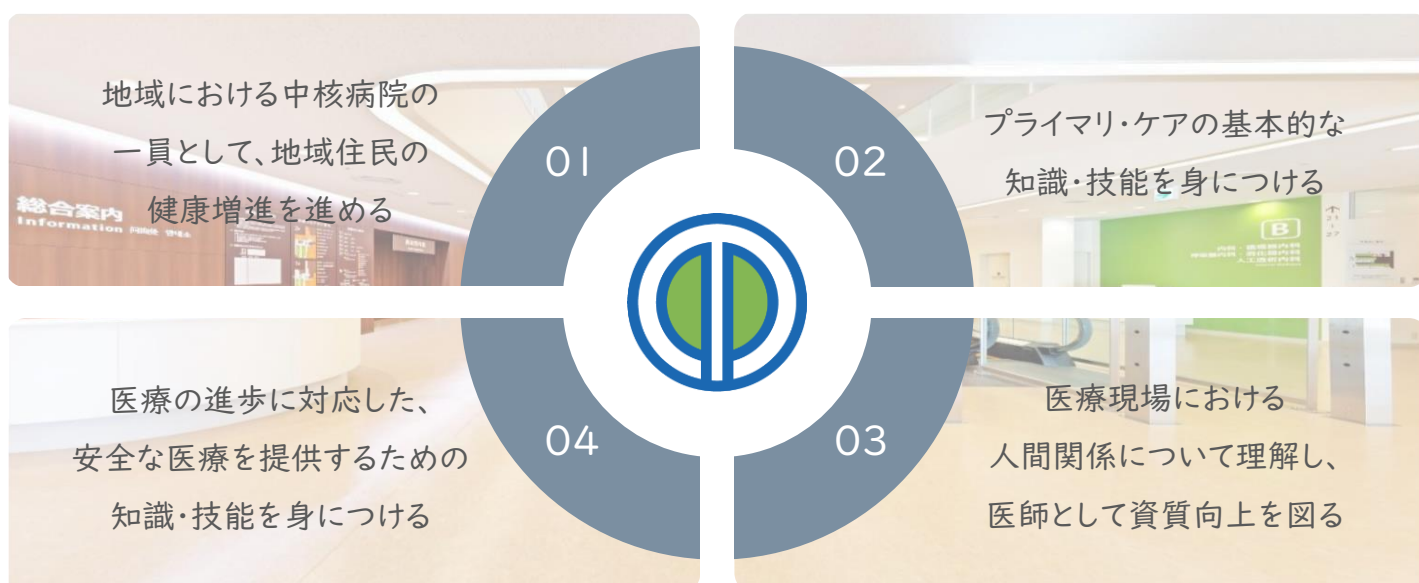 地域における中核病院の
一員として、地域住民の
健康増進を進める
01
総合案内
Information
02
プライマリ・ケアの基本的な
知識・技能を身につける
B
03
医療現場における
人間関係について理解し、
医師として資質向上を図る
04
医療の進歩に対応した、
安全な医療を提供するための
知識・技能を身につける